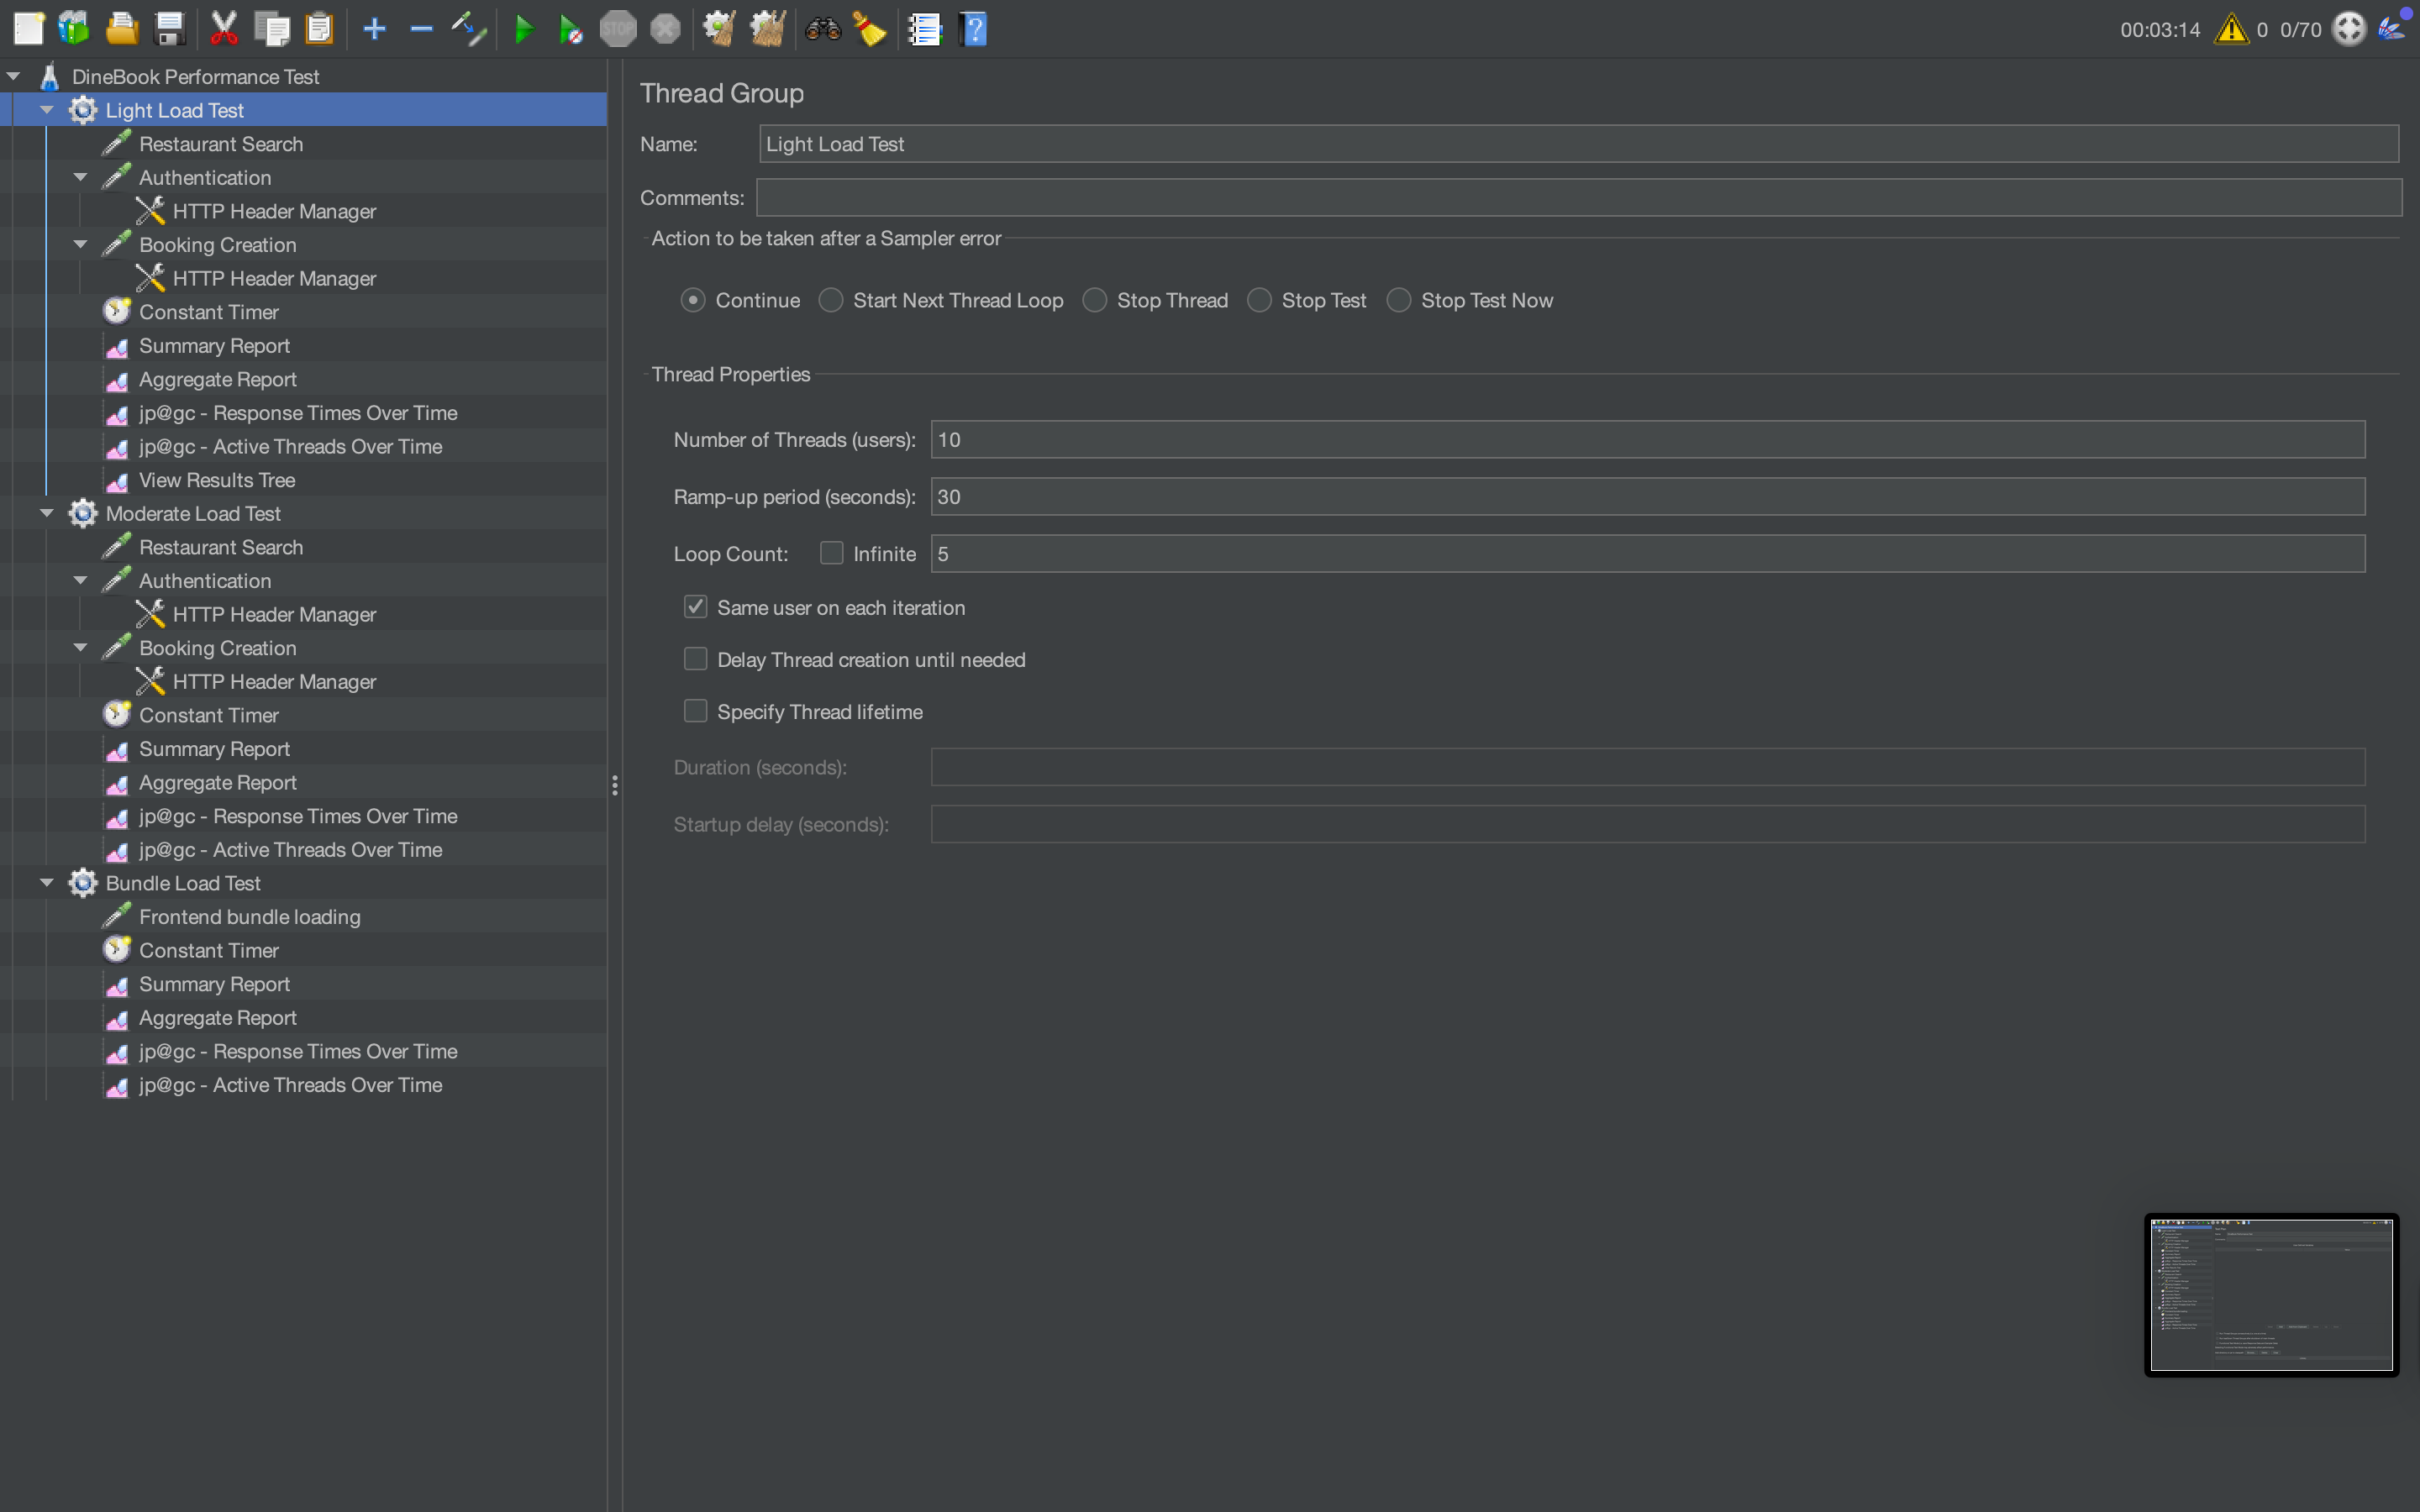 STOP
00:03:14 0 0/70
DineBook Performance Test
Light Load Test
Restaurant Search
Authentication
HTTP Header Manager
Booking Creation
HTTP Header Manager
Constant Timer
Summary Report
Aggregate Report
jp@gc - Response Times Over Time
jp@gc - Active Threads Over Time
View Results Tree
Moderate Load Test
Restaurant Search
Authentication
HTTP Header Manager
Booking Creation
HTTP Header Manager
Constant Timer
Summary Report
Aggregate Report
jp@gc - Response Times Over Time
jp@gc - Active Threads Over Time
Bundle Load Test
Frontend bundle loading
Constant Timer
Summary Report
Aggregate Report
jp@gc - Response Times Over Time
jp@gc - Active Threads Over Time
Thread Group
Name: Light Load Test
Comments:
Action to be taken after a Sampler error
Continue Start Next Thread Loop Stop Thread Stop Test Stop Test Now
Thread Properties
Number of Threads (users): 10
Ramp-up period (seconds): 30
Loop Count: Infinite 5
Same user on each iteration
Delay Thread creation until needed
Specify Thread lifetime
Duration (seconds):
Startup delay (seconds):